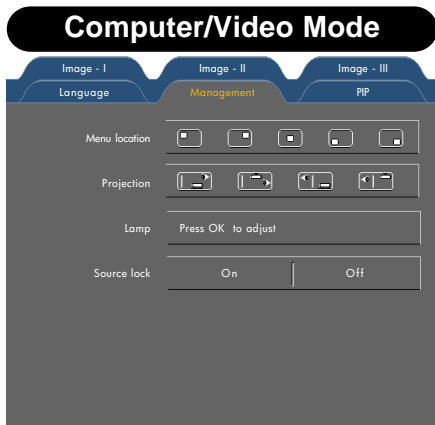 Computer/Video Mode
Image - I
Image - II
Image - III
Language
Management
PIP
Menu location
Projection
Lamp
Press OK to adjust
Source lock
On
Off